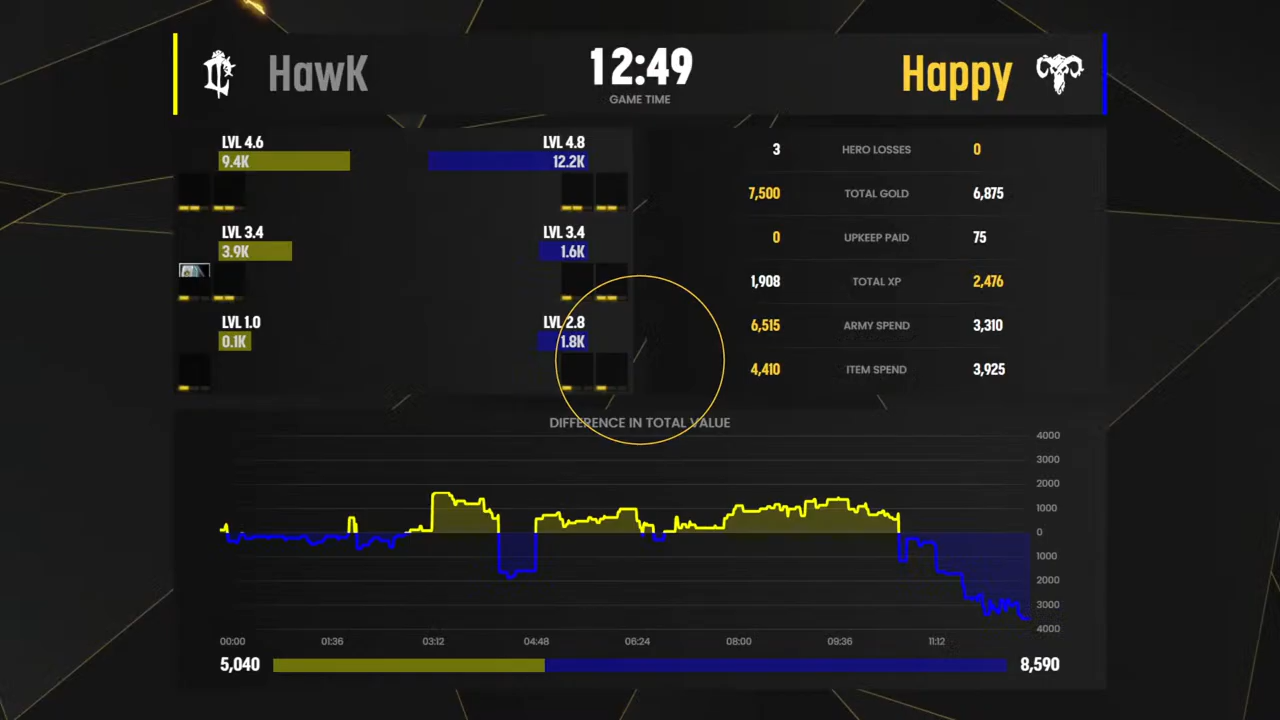 HawK
12:49
GAME TIME
Happy
LVL 4.6
9.4K
LVL 4.8
12.2K
LVL 3.4
3.9K
LVL 3.4
1.6K
LVL 1.0
0.1K
LVL 2.8
1.8K
3 HERO LOSSES 0
7,500 TOTAL GOLD 6,875
0 UPKEEP PAID 75
1,908 TOTAL XP 2,476
6,515 ARMY SPEND 3,310
4,410 ITEM SPEND 3,925
DIFFERENCE IN TOTAL VALUE
4000
3000
2000
1000
0
1000
2000
3000
4000
00:00 01:36 03:12 04:48 06:24 08:00 09:36 11:12
5,040 8,590